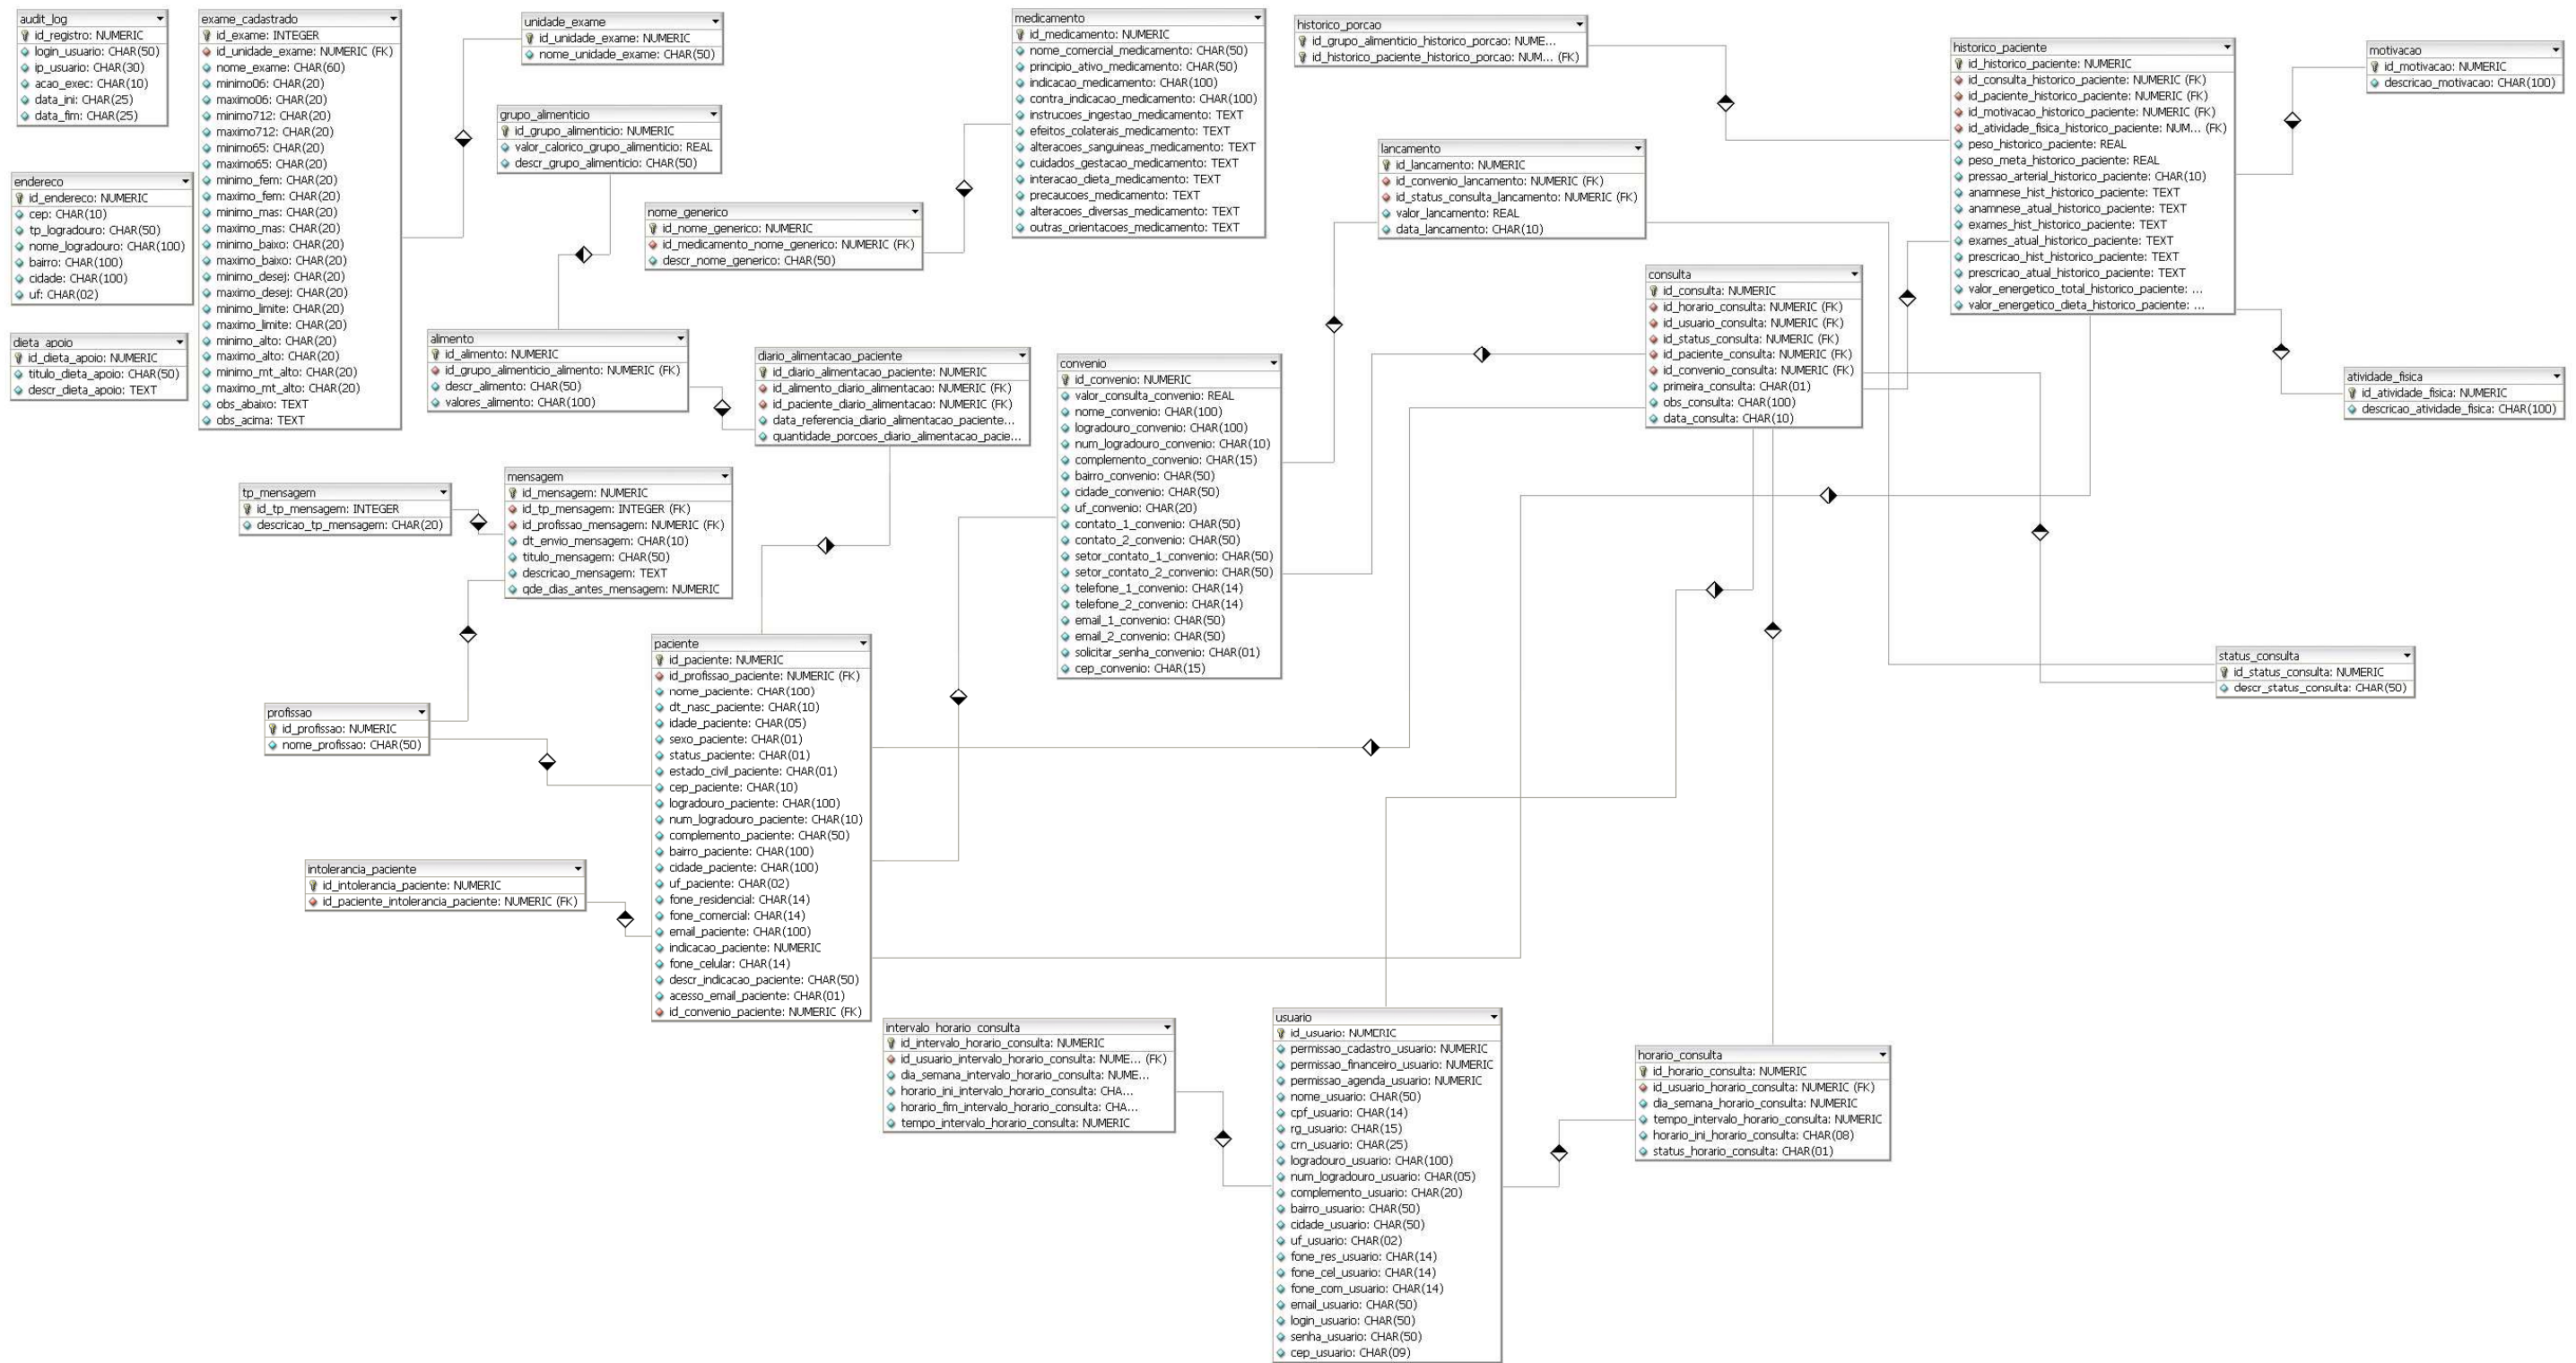 audit_log
id_registro: NUMERIC
login_usuario: CHAR(50)
ip_usuario: CHAR(30)
acao_exec: CHAR(10)
data_ini: CHAR(25)
data_fim: CHAR(25)
endereco
id_endereco: NUMERIC
cep: CHAR(10)
tp_logradouro: CHAR(50)
nome_logradouro: CHAR(100)
bairro: CHAR(100)
cidade: CHAR(100)
uf: CHAR(02)
dieta_apoio
id_dieta_apoio: NUMERIC
titulo_dieta_apoio: CHAR(50)
descr_dieta_apoio: TEXT
exame_cadastrado
id_exame: INTEGER
id_unidade_exame: NUMERIC (FK)
nome_exame: CHAR(60)
minimo06: CHAR(20)
maximo06: CHAR(20)
minimo712: CHAR(20)
maximo712: CHAR(20)
minimo65: CHAR(20)
maximo65: CHAR(20)
minimo_fem: CHAR(20)
maximo_fem: CHAR(20)
minimo_mas: CHAR(20)
maximo_mas: CHAR(20)
minimo_baixo: CHAR(20)
maximo_baixo: CHAR(20)
minimo_desej: CHAR(20)
maximo_desej: CHAR(20)
minimo_limite: CHAR(20)
maximo_limite: CHAR(20)
minimo_alto: CHAR(20)
maximo_alto: CHAR(20)
minimo_mt_alto: CHAR(20)
maximo_mt_alto: CHAR(20)
obs_abaixo: TEXT
obs_acima: TEXT
unidade_exame
id_unidade_exame: NUMERIC
nome_unidade_exame: CHAR(50)
grupo_alimenticio
id_grupo_alimenticio: NUMERIC
valor_calorico_grupo_alimenticio: REAL
descr_grupo_alimenticio: CHAR(50)
nome_generico
id_nome_generico: NUMERIC
id_medicamento_nome_generico: NUMERIC (FK)
descr_nome_generico: CHAR(50)
medicamento
id_medicamento: NUMERIC
nome_comercial_medicamento: CHAR(50)
principio_ativo_medicamento: CHAR(50)
indicacao_medicamento: CHAR(100)
contra_indicacao_medicamento: CHAR(100)
instrucoes_ingestao_medicamento: TEXT
efeitos_colaterais_medicamento: TEXT
alteracoes_sanguineas_medicamento: TEXT
cuidados_gestacao_medicamento: TEXT
interacao_dieta_medicamento: TEXT
precaucoes_medicamento: TEXT
alteracoes_diversas_medicamento: TEXT
outras_orientacoes_medicamento: TEXT
historico_porcao
id_grupo_alimenticio_historico_porcao: NUME...
id_historico_paciente_historico_porcao: NUM... (FK)
lancamento
id_lancamento: NUMERIC
id_convenio_lancamento: NUMERIC (FK)
id_status_consulta_lancamento: NUMERIC (FK)
valor_lancamento: REAL
data_lancamento: CHAR(10)
historico_paciente
id_historico_paciente: NUMERIC
id_consulta_historico_paciente: NUMERIC (FK)
id_paciente_historico_paciente: NUMERIC (FK)
id_motivacao_historico_paciente: NUMERIC (FK)
id_atividade_fisica_historico_paciente: NUM... (FK)
peso_historico_paciente: REAL
peso_meta_historico_paciente: REAL
pressao_arterial_historico_paciente: CHAR(10)
anamnese_hist_historico_paciente: TEXT
anamnese_atual_historico_paciente: TEXT
exames_hist_historico_paciente: TEXT
exames_atual_historico_paciente: TEXT
prescricao_hist_historico_paciente: TEXT
prescricao_atual_historico_paciente: TEXT
valor_energetico_total_historico_paciente: ...
valor_energetico_dieta_historico_paciente: ...
motivacao
id_motivacao: NUMERIC
descricao_motivacao: CHAR(100)
atividade_fisica
id_atividade_fisica: NUMERIC
descricao_atividade_fisica: CHAR(100)
consulta
id_consulta: NUMERIC
id_horario_consulta: NUMERIC (FK)
id_usuario_consulta: NUMERIC (FK)
id_status_consulta: NUMERIC (FK)
id_paciente_consulta: NUMERIC (FK)
id_convenio_consulta: NUMERIC (FK)
primeira_consulta: CHAR(01)
obs_consulta: CHAR(100)
data_consulta: CHAR(10)
alimento
id_alimento: NUMERIC
id_grupo_alimenticio_alimento: NUMERIC (FK)
descr_alimento: CHAR(50)
valores_alimento: CHAR(100)
diario_alimentacao_paciente
id_diario_alimentacao_paciente: NUMERIC
id_alimento_diario_alimentacao: NUMERIC (FK)
id_paciente_diario_alimentacao: NUMERIC (FK)
data_referencia_diario_alimentacao_paciente...
quantidade_porcoes_diario_alimentacao_pacie...
convenio
id_convenio: NUMERIC
valor_consulta_convenio: REAL
nome_convenio: CHAR(100)
logradouro_convenio: CHAR(100)
num_logradouro_convenio: CHAR(10)
complemento_convenio: CHAR(15)
bairro_convenio: CHAR(50)
cidade_convenio: CHAR(50)
uf_convenio: CHAR(20)
contato_1_convenio: CHAR(50)
contato_2_convenio: CHAR(50)
setor_contato_1_convenio: CHAR(50)
setor_contato_2_convenio: CHAR(50)
telefone_1_convenio: CHAR(14)
telefone_2_convenio: CHAR(14)
email_1_convenio: CHAR(50)
email_2_convenio: CHAR(50)
solicitar_senha_convenio: CHAR(01)
cep_convenio: CHAR(15)
tp_mensagem
id_tp_mensagem: INTEGER
descricao_tp_mensagem: CHAR(20)
mensagem
id_mensagem: NUMERIC
id_tp_mensagem: INTEGER (FK)
id_profissao_mensagem: NUMERIC (FK)
dt_envio_mensagem: CHAR(10)
titulo_mensagem: CHAR(50)
descricao_mensagem: TEXT
qde_dias_antes_mensagem: NUMERIC
profissao
id_profissao: NUMERIC
nome_profissao: CHAR(50)
intolerancia_paciente
id_intolerancia_paciente: NUMERIC
id_paciente_intolerancia_paciente: NUMERIC (FK)
paciente
id_paciente: NUMERIC
id_profissao_paciente: NUMERIC (FK)
nome_paciente: CHAR(100)
dt_nasc_paciente: CHAR(10)
idade_paciente: CHAR(05)
sexo_paciente: CHAR(01)
status_paciente: CHAR(01)
estado_civil_paciente: CHAR(01)
cep_paciente: CHAR(10)
logradouro_paciente: CHAR(100)
num_logradouro_paciente: CHAR(10)
complemento_paciente: CHAR(50)
bairro_paciente: CHAR(100)
cidade_paciente: CHAR(100)
uf_paciente: CHAR(02)
fone_residencial: CHAR(14)
fone_comercial: CHAR(14)
email_paciente: CHAR(100)
indicacao_paciente: NUMERIC
fone_celular: CHAR(14)
descr_indicacao_paciente: CHAR(50)
acesso_email_paciente: CHAR(01)
id_convenio_paciente: NUMERIC (FK)
status_consulta
id_status_consulta: NUMERIC
descr_status_consulta: CHAR(50)
intervalo_horario_consulta
id_intervalo_horario_consulta: NUMERIC
id_usuario_intervalo_horario_consulta: NUME... (FK)
dia_semana_intervalo_horario_consulta: NUME...
horario_ini_intervalo_horario_consulta: CHA...
horario_fim_intervalo_horario_consulta: CHA...
tempo_intervalo_horario_consulta: NUMERIC
usuario
id_usuario: NUMERIC
permissao_cadastro_usuario: NUMERIC
permissao_financeiro_usuario: NUMERIC
permissao_agenda_usuario: NUMERIC
nome_usuario: CHAR(50)
cpf_usuario: CHAR(14)
rg_usuario: CHAR(15)
crn_usuario: CHAR(25)
logradouro_usuario: CHAR(100)
num_logradouro_usuario: CHAR(05)
complemento_usuario: CHAR(20)
bairro_usuario: CHAR(50)
cidade_usuario: CHAR(50)
uf_usuario: CHAR(02)
fone_res_usuario: CHAR(14)
fone_cel_usuario: CHAR(14)
fone_com_usuario: CHAR(14)
email_usuario: CHAR(50)
login_usuario: CHAR(50)
senha_usuario: CHAR(50)
cep_usuario: CHAR(09)
horario_consulta
id_horario_consulta: NUMERIC
id_usuario_horario_consulta: NUMERIC (FK)
dia_semana_horario_consulta: NUMERIC
tempo_intervalo_horario_consulta: NUMERIC
horario_ini_horario_consulta: CHAR(08)
status_horario_consulta: CHAR(01)